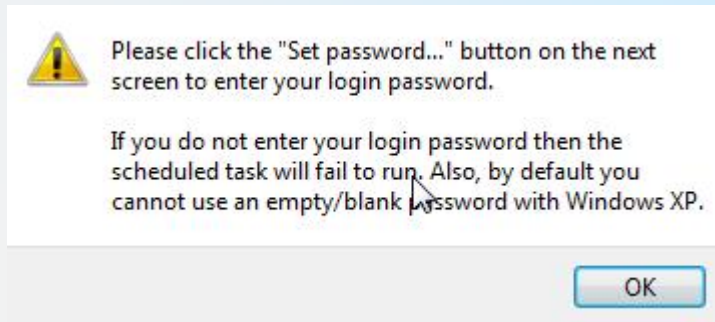 Please click the "Set password..." button on the next
screen to enter your login password.
If you do not enter your login password then the
scheduled task will fail to run. Also, by default you
cannot use an empty/blank password with Windows XP.
OK